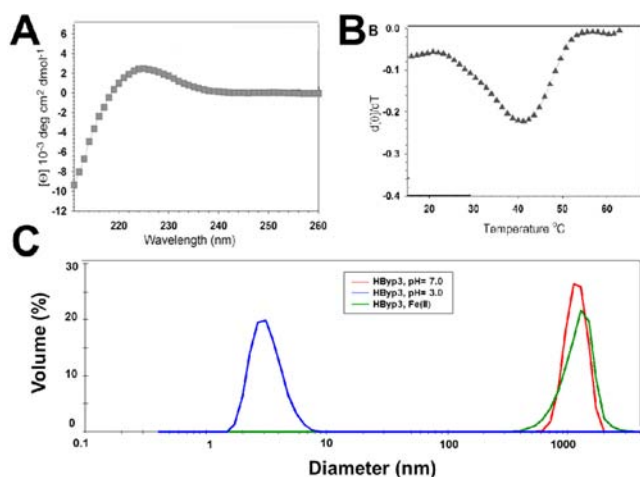 A
[Θ] 10⁻³ deg cm² dmol⁻¹
4
2
0
-2
-4
-6
-8
-10
-12
220
230
240
250
260
Wavelength (nm)
B
B
d[θ]/dT
0.0
-0.1
-0.2
-0.3
-0.4
20
30
40
50
60
Temperature °C
C
Volume (%)
30
20
10
0
HByp3, pH= 7.0
HByp3, pH= 3.0
HByp3, Fe(II)
0.1
1
10
100
1000
Diameter (nm)